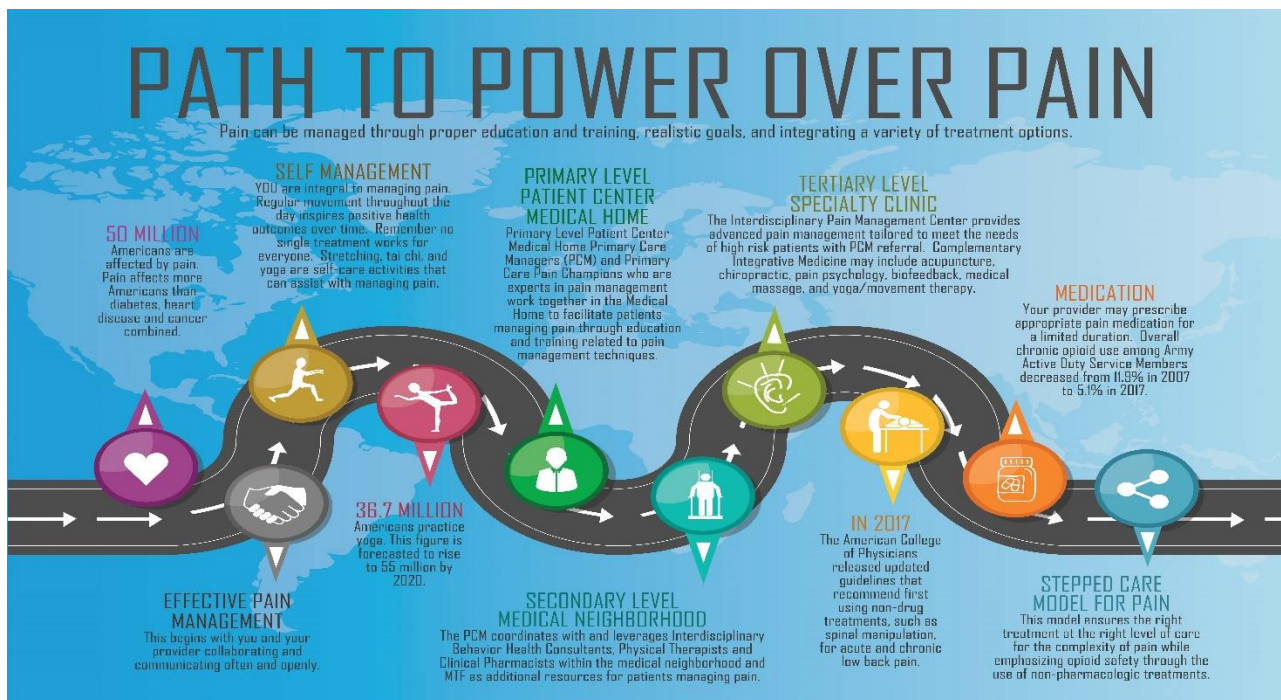 PATH TO POWER OVER PAIN
Pain can be managed through proper education and training, realistic goals, and integrating a variety of treatment options.
50 MILLION
Americans are
affected by pain.
Pain affects more
Americans than
diabetes, heart
disease and cancer
combined.
EFFECTIVE PAIN
MANAGEMENT
This begins with you and your
provider collaborating and
communicating often and openly.
SELF MANAGEMENT
YOU are integral to managing pain.
Regular movement throughout the
day inspires positive health
outcomes over time. Remember no
single treatment works for
everyone. Stretching, tai chi, and
yoga are self-care activities that
can assist with managing pain.
36.7 MILLION
Americans practice
yoga. This figure is
forecasted to rise
to 55 million by
2020.
PRIMARY LEVEL
PATIENT CENTER
MEDICAL HOME
Primary Level Patient Center
Medical Home Primary Care
Managers (PCM) and Primary
Care Pain Champions who are
experts in pain management
work together in the Medical
Home to facilitate patients
managing pain through education
and training related to pain
management techniques.
SECONDARY LEVEL
MEDICAL NEIGHBORHOOD
The PCM coordinates with and leverages Interdisciplinary
Behavior Health Consultants, Physical Therapists and
Clinical Pharmacists within the medical neighborhood and
MTF as additional resources for patients managing pain.
TERTIARY LEVEL
SPECIALTY CLINIC
The Interdisciplinary Pain Management Center provides
advanced pain management tailored to meet the needs
of high risk patients with PCM referral. Complementary
Integrative Medicine may include acupuncture,
chiropractic, pain psychology, biofeedback, medical
massage, and yoga/movement therapy.
IN 2017
The American College
of Physicians
released updated
guidelines that
recommend first
using non-drug
treatments, such as
spinal manipulation,
for acute and chronic
low back pain.
MEDICATION
Your provider may prescribe
appropriate pain medication for
a limited duration. Overall
chronic opioid use among Army
Active Duty Service Members
decreased from 11.9% in 2007
to 5.1% in 2017.
STEPPED CARE
MODEL FOR PAIN
This model ensures the right
treatment at the right level of care
for the complexity of pain while
emphasizing opioid safety through the
use of non-pharmacologic treatments.